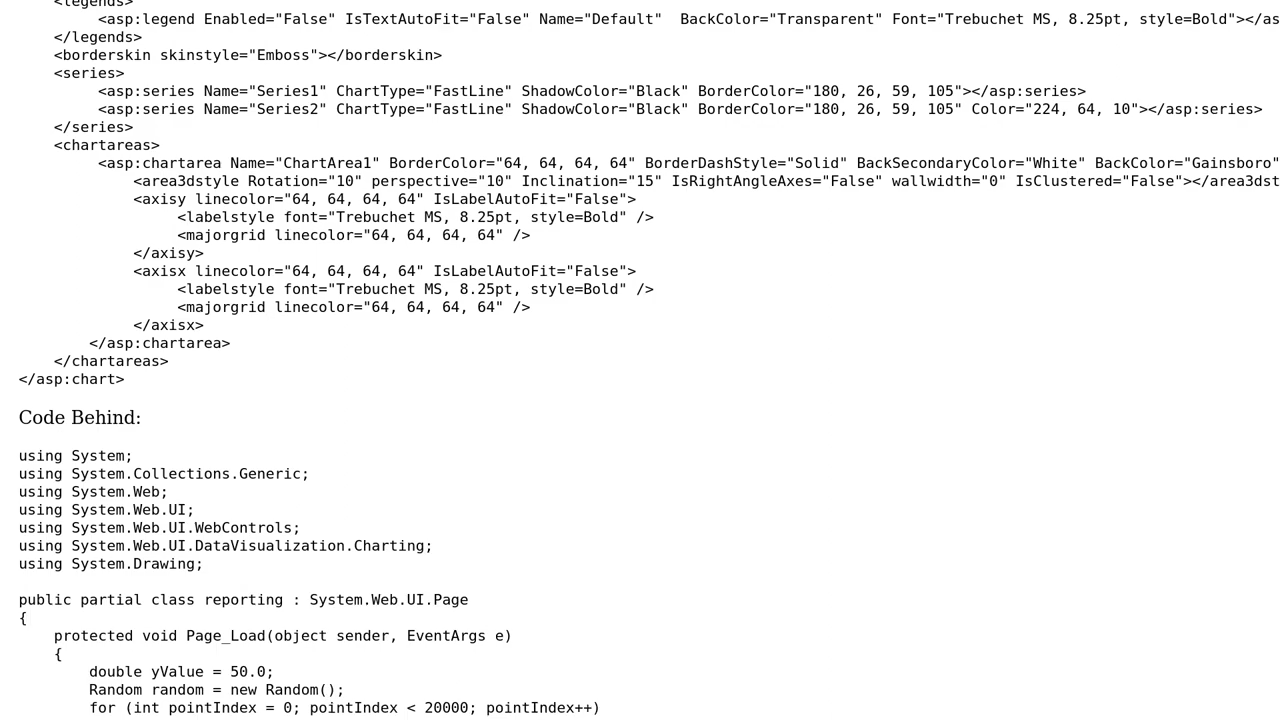 <legends>
<asp:legend Enabled="False" IsTextAutoFit="False" Name="Default"  BackColor="Transparent" Font="Trebuchet MS, 8.25pt, style=Bold"></as
</legends>
<borderskin skinstyle="Emboss"></borderskin>
<series>
<asp:series Name="Series1" ChartType="FastLine" ShadowColor="Black" BorderColor="180, 26, 59, 105"></asp:series>
<asp:series Name="Series2" ChartType="FastLine" ShadowColor="Black" BorderColor="180, 26, 59, 105" Color="224, 64, 10"></asp:series>
</series>
<chartareas>
<asp:chartarea Name="ChartArea1" BorderColor="64, 64, 64, 64" BorderDashStyle="Solid" BackSecondaryColor="White" BackColor="Gainsboro"
<area3dstyle Rotation="10" perspective="10" Inclination="15" IsRightAngleAxes="False" wallwidth="0" IsClustered="False"></area3dst
<axisy linecolor="64, 64, 64, 64" IsLabelAutoFit="False">
<labelstyle font="Trebuchet MS, 8.25pt, style=Bold" />
<majorgrid linecolor="64, 64, 64, 64" />
</axisy>
<axisx linecolor="64, 64, 64, 64" IsLabelAutoFit="False">
<labelstyle font="Trebuchet MS, 8.25pt, style=Bold" />
<majorgrid linecolor="64, 64, 64, 64" />
</axisx>
</asp:chartarea>
</chartareas>
</asp:chart>
Code Behind:
using System;
using System.Collections.Generic;
using System.Web;
using System.Web.UI;
using System.Web.UI.WebControls;
using System.Web.UI.DataVisualization.Charting;
using System.Drawing;
public partial class reporting : System.Web.UI.Page
{
protected void Page_Load(object sender, EventArgs e)
{
double yValue = 50.0;
Random random = new Random();
for (int pointIndex = 0; pointIndex < 20000; pointIndex++)